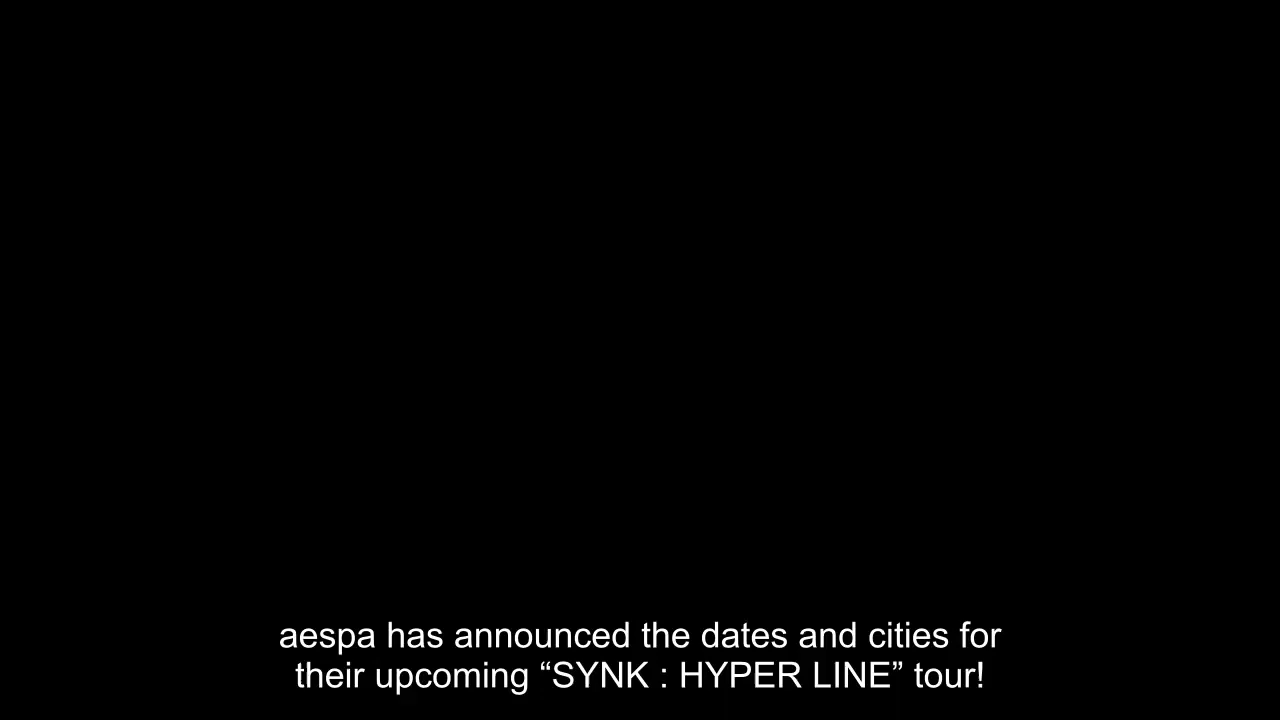 aespa has announced the dates and cities for
their upcoming “SYNK : HYPER LINE” tour!